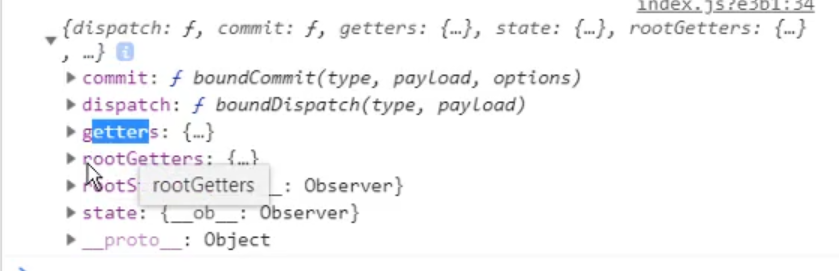 index.js?e3b1:34
▼ {dispatch: ƒ, commit: ƒ, getters: {…}, state: {…}, rootGetters: {…}
, …} i
▶ commit: ƒ boundCommit(type, payload, options)
▶ dispatch: ƒ boundDispatch(type, payload)
▶ getters: {…}
▶ rootGetters: {…}
▶ rootS rootGetters _: Observer}
▶ state: {__ob__: Observer}
▶ __proto__: Object